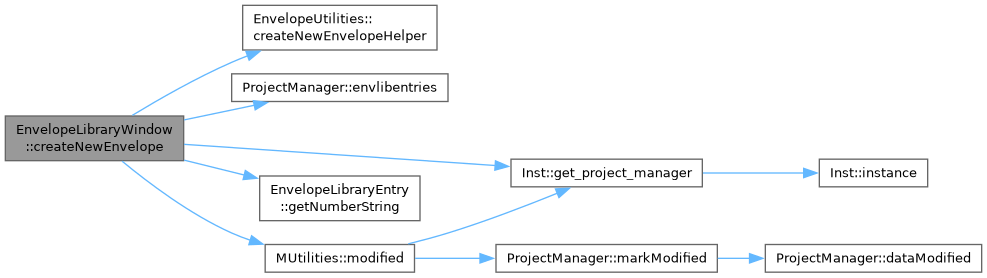 EnvelopeUtilities::
createNewEnvelopeHelper
ProjectManager::envlibentries
EnvelopeLibraryWindow
::createNewEnvelope
Inst::get_project_manager
Inst::instance
EnvelopeLibraryEntry
::getNumberString
MUtilities::modified
ProjectManager::markModified
ProjectManager::dataModified